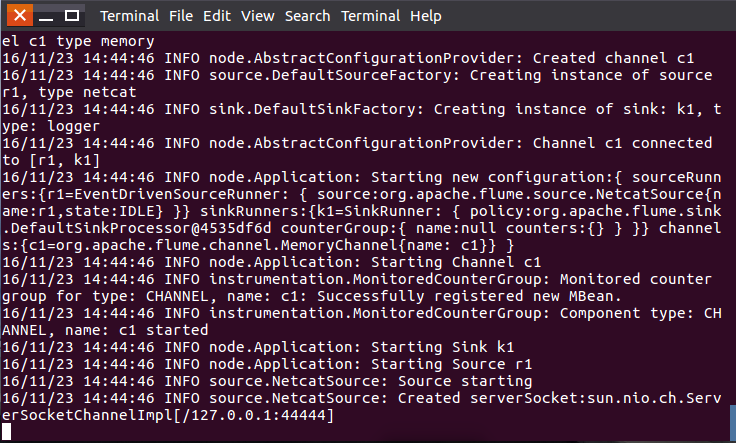 Terminal File Edit View Search Terminal Help
el c1 type memory
16/11/23 14:44:46 INFO node.AbstractConfigurationProvider: Created channel c1
16/11/23 14:44:46 INFO source.DefaultSourceFactory: Creating instance of source
r1, type netcat
16/11/23 14:44:46 INFO sink.DefaultSinkFactory: Creating instance of sink: k1, t
ype: logger
16/11/23 14:44:46 INFO node.AbstractConfigurationProvider: Channel c1 connected
to [r1, k1]
16/11/23 14:44:46 INFO node.Application: Starting new configuration:{ sourceRunn
ers:{r1=EventDrivenSourceRunner: { source:org.apache.flume.source.NetcatSource{n
ame:r1,state:IDLE} }} sinkRunners:{k1=SinkRunner: { policy:org.apache.flume.sink
.DefaultSinkProcessor@4535df6d counterGroup:{ name:null counters:{} } }} channel
s:{c1=org.apache.flume.channel.MemoryChannel{name: c1}} }
16/11/23 14:44:46 INFO node.Application: Starting Channel c1
16/11/23 14:44:46 INFO instrumentation.MonitoredCounterGroup: Monitored counter
group for type: CHANNEL, name: c1: Successfully registered new MBean.
16/11/23 14:44:46 INFO instrumentation.MonitoredCounterGroup: Component type: CH
ANNEL, name: c1 started
16/11/23 14:44:46 INFO node.Application: Starting Sink k1
16/11/23 14:44:46 INFO node.Application: Starting Source r1
16/11/23 14:44:46 INFO source.NetcatSource: Source starting
16/11/23 14:44:46 INFO source.NetcatSource: Created serverSocket:sun.nio.ch.Serv
erSocketChannelImpl[/127.0.0.1:44444]